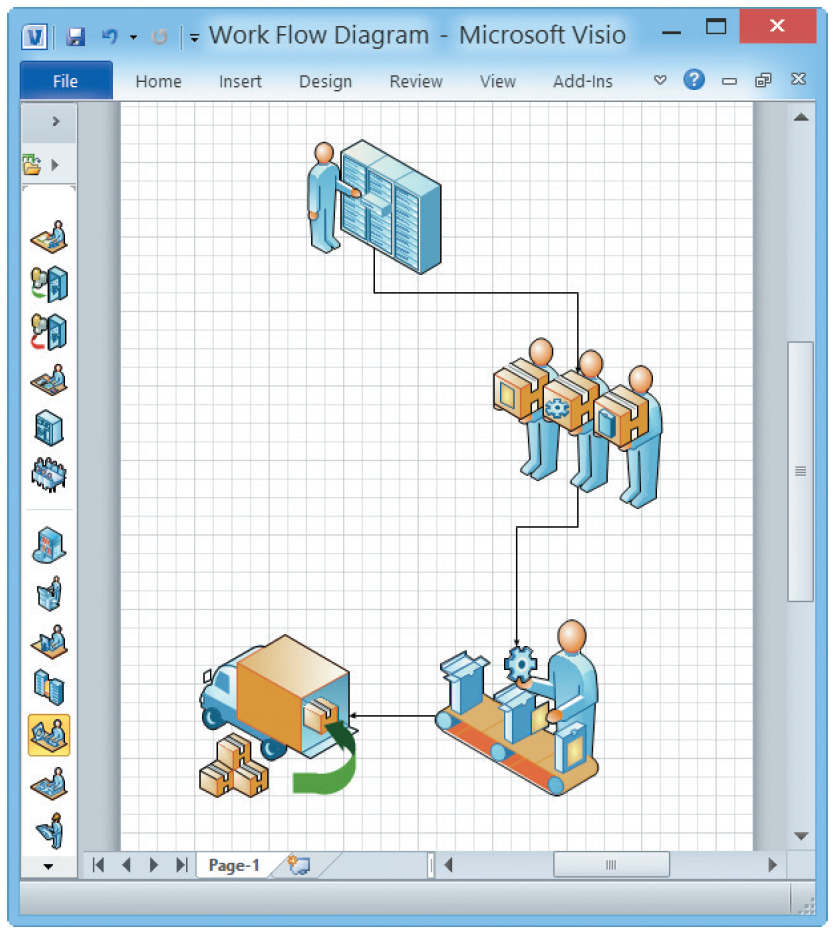 Work Flow Diagram - Microsoft Visio
File Home Insert Design Review View Add-Ins
Page-1